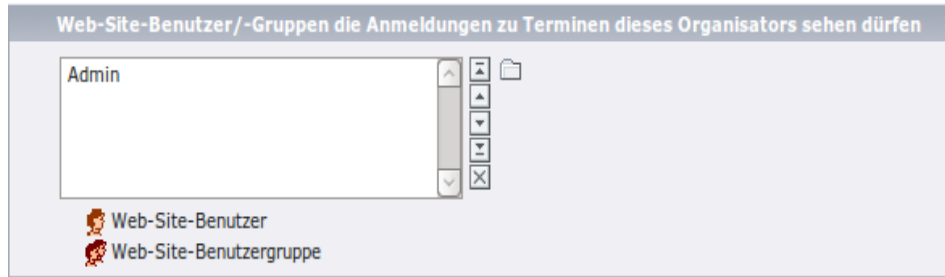 Web-Site-Benutzer/-Gruppen die Anmeldungen zu Terminen dieses Organisators sehen dürfen
Admin
Web-Site-Benutzer
Web-Site-Benutzergruppe